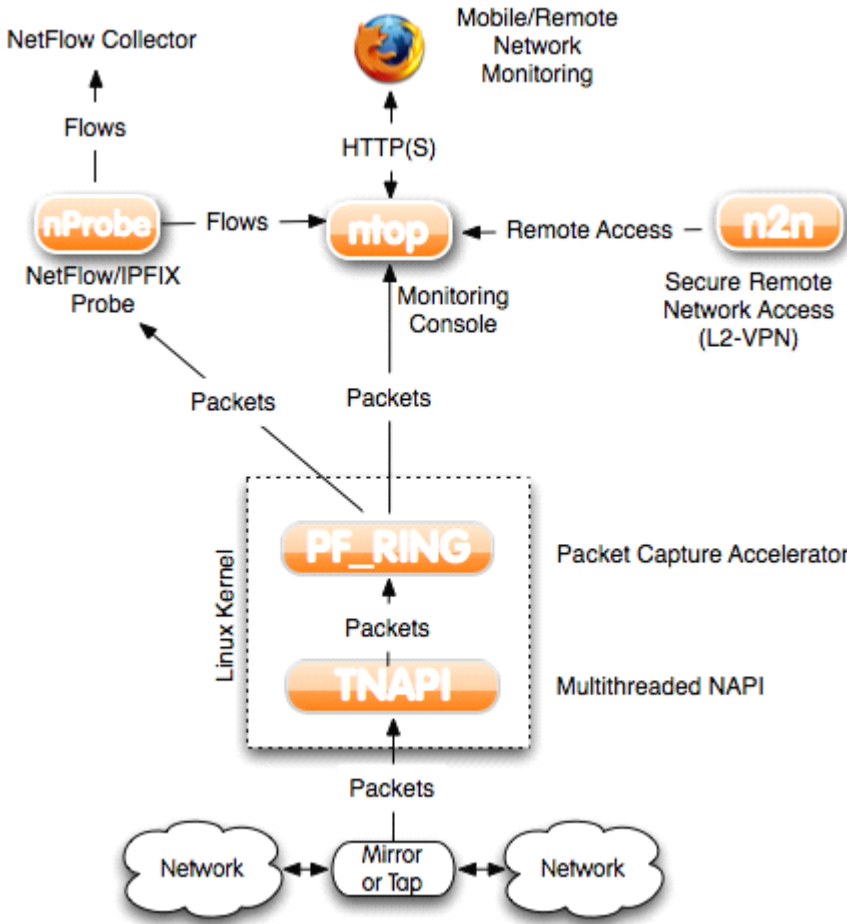 NetFlow Collector
Mobile/Remote
Network
Monitoring
Flows
HTTP(S)
nProbe
Flows
ntop
Remote Access
n2n
NetFlow/IPFIX
Probe
Monitoring
Console
Secure Remote
Network Access
(L2-VPN)
Packets
Packets
Linux Kernel
PF_RING
Packet Capture Accelerator
Packets
TNAPI
Multithreaded NAPI
Packets
Network
Mirror
or Tap
Network